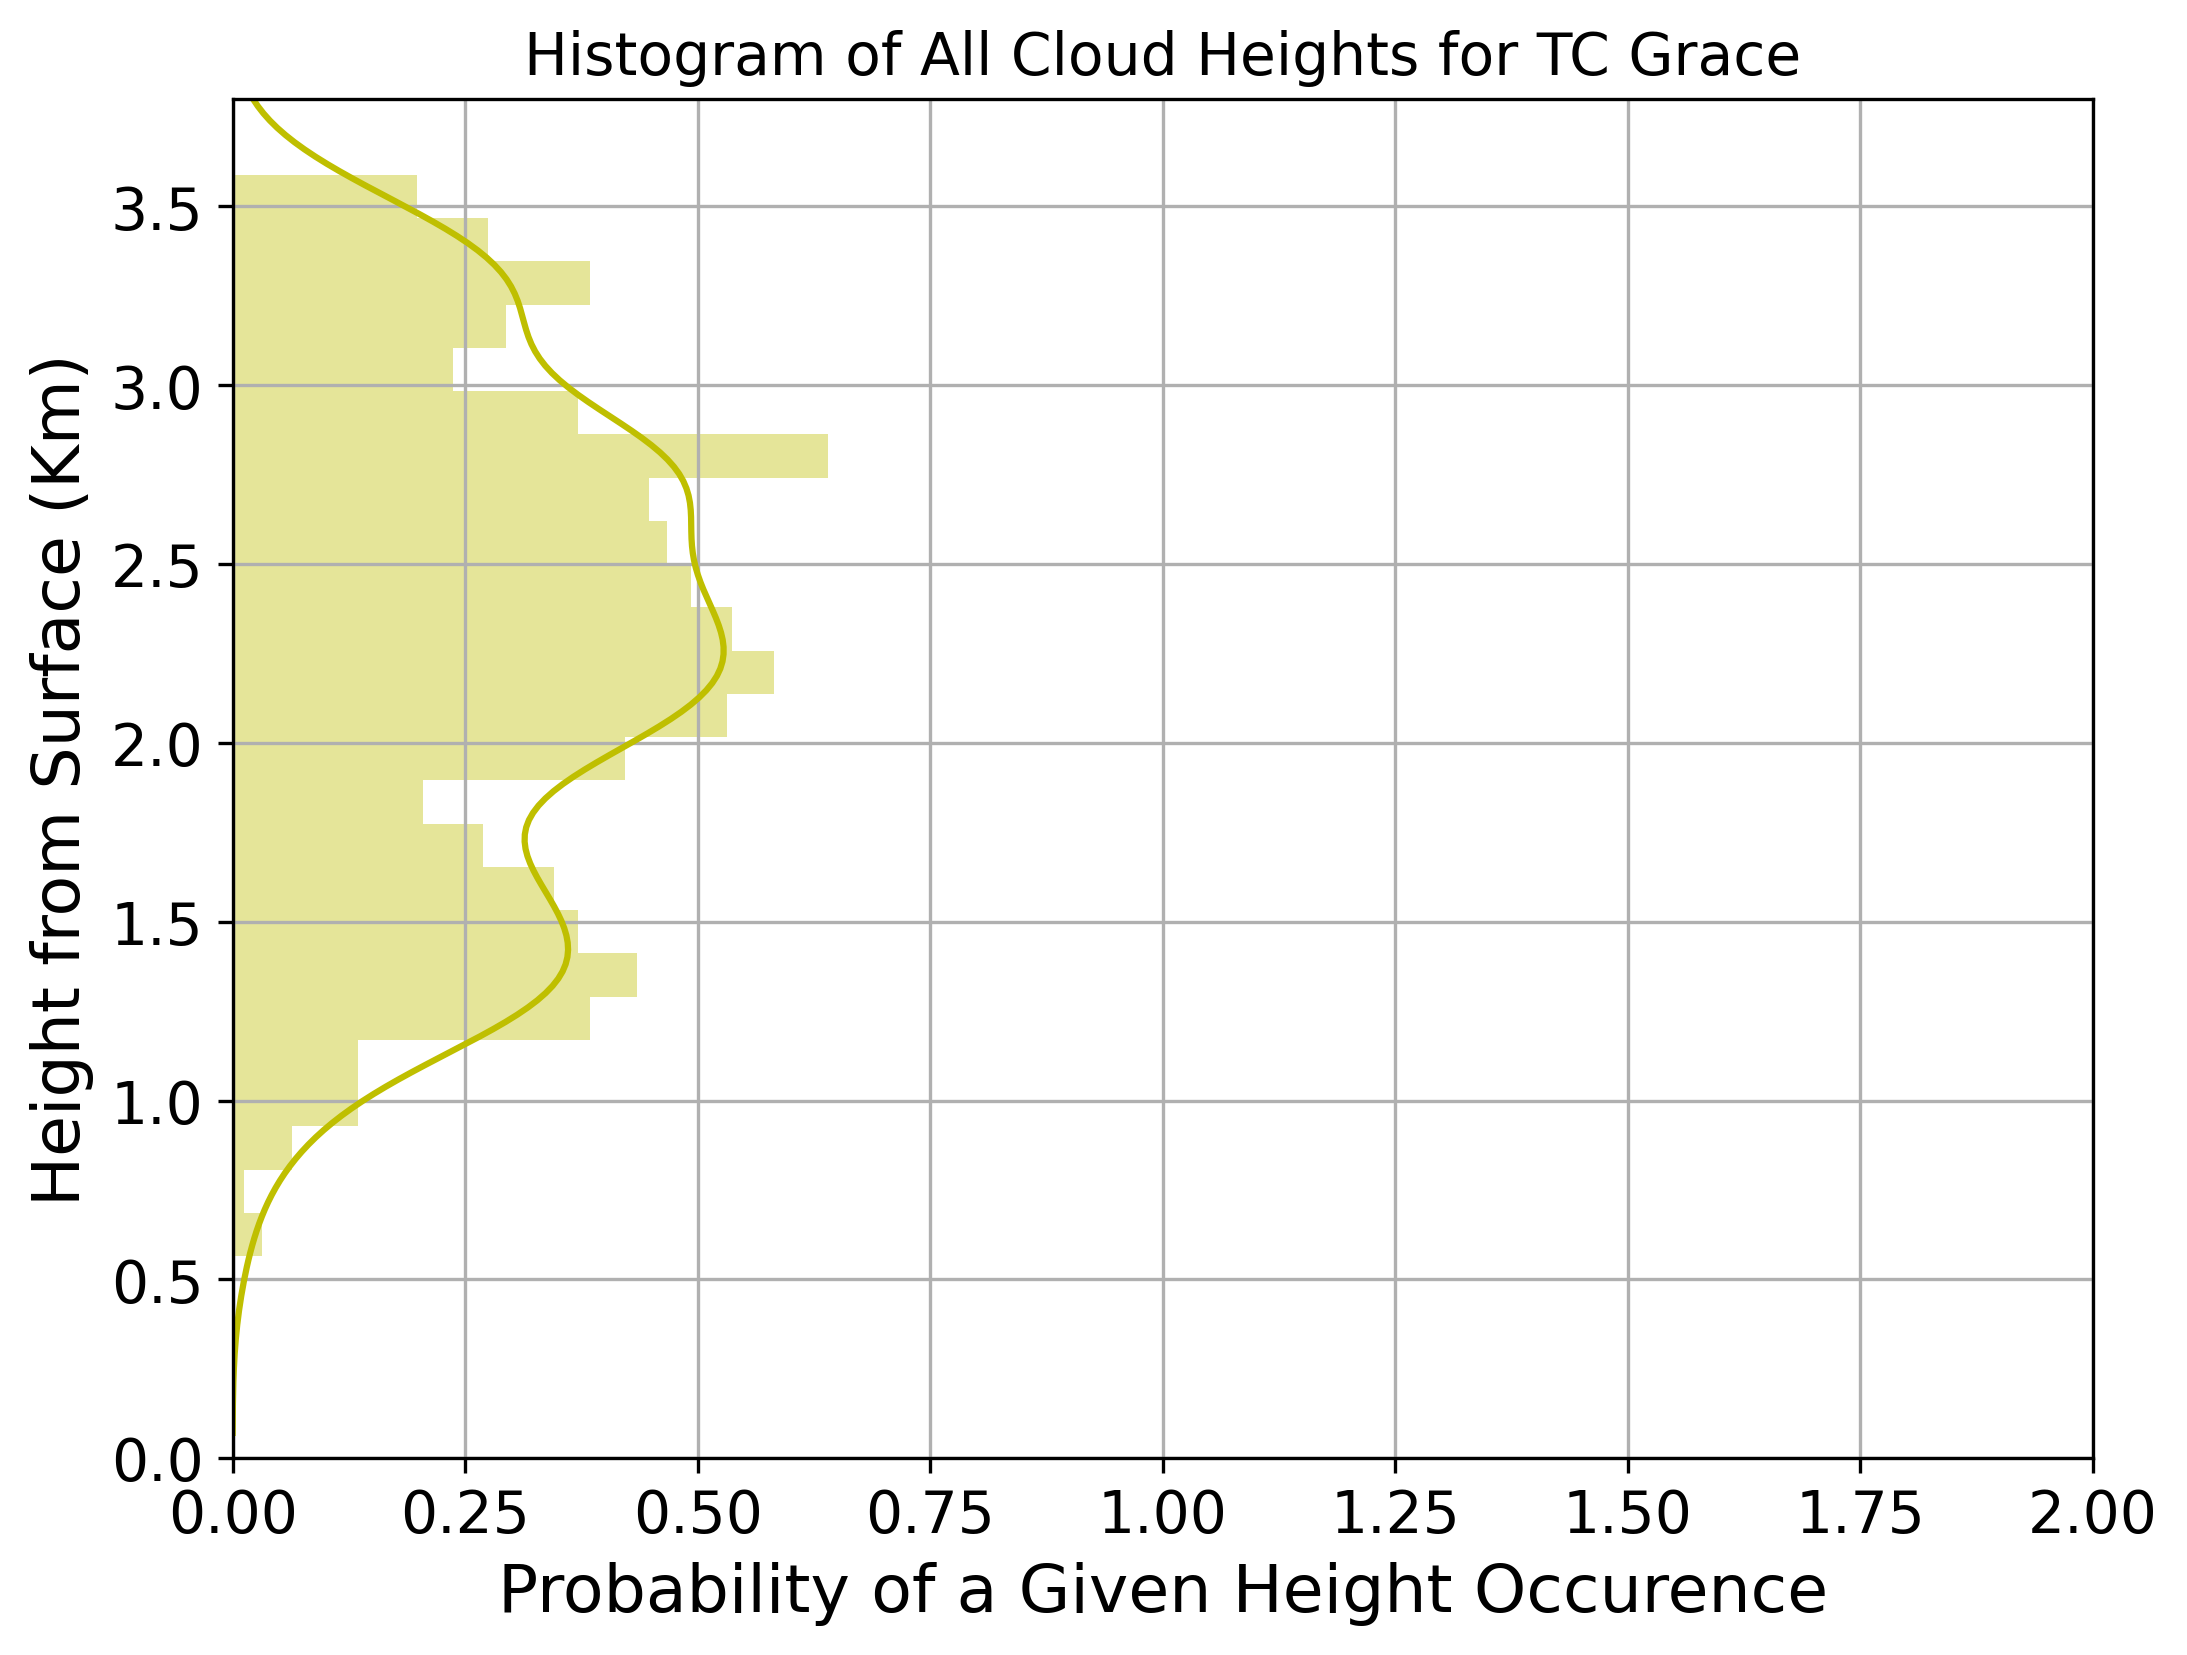 Histogram of All Cloud Heights for TC Grace
Height from Surface (Km)
3.5
3.0
2.5
2.0
1.5
1.0
0.5
0.0
0.00 0.25 0.50 0.75 1.00 1.25 1.50 1.75 2.00
Probability of a Given Height Occurence